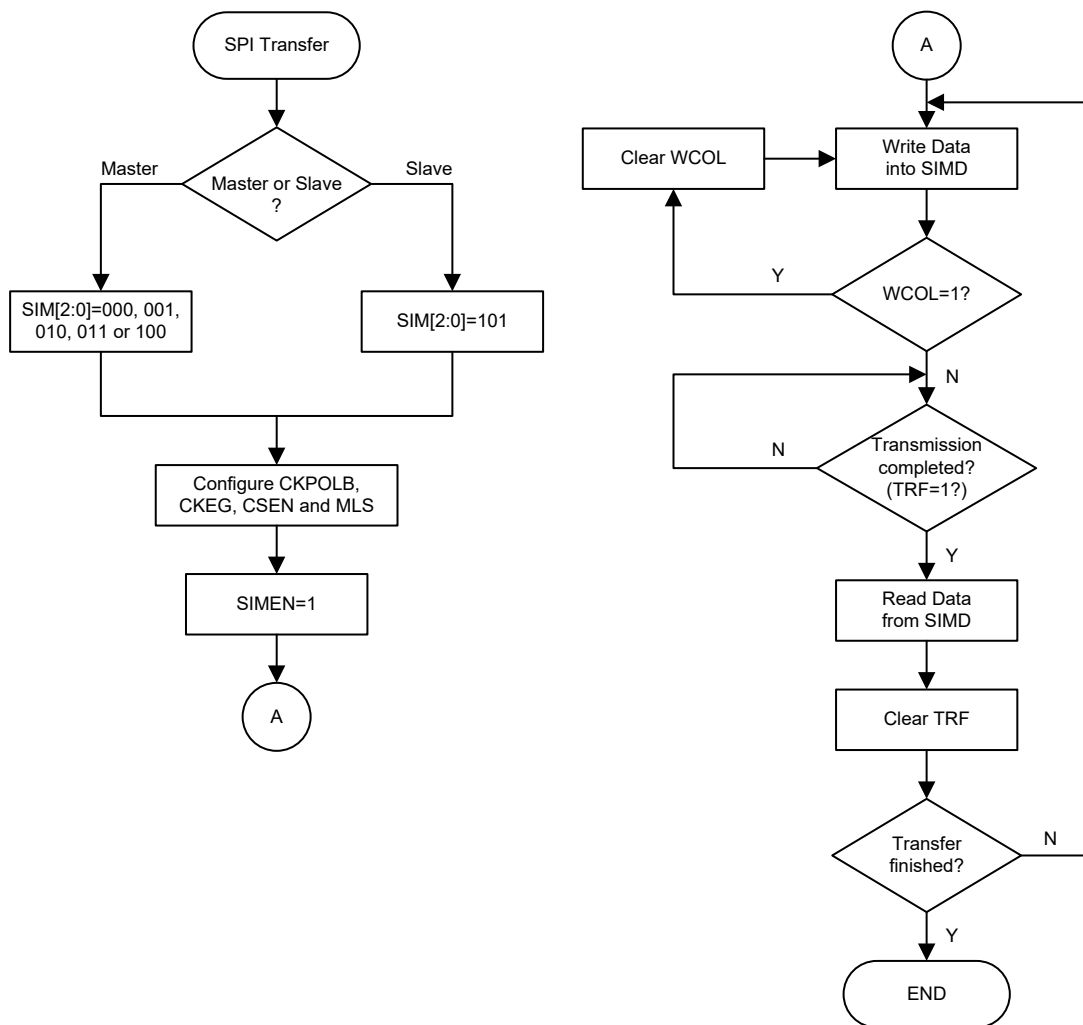 SPI Transfer
Master or Slave
?
Master
Slave
SIM[2:0]=000, 001,
010, 011 or 100
SIM[2:0]=101
Configure CKPOLB,
CKEG, CSEN and MLS
SIMEN=1
A
A
Clear WCOL
Write Data
into SIMD
Y
WCOL=1?
N
N
Transmission
completed?
(TRF=1?)
Y
Read Data
from SIMD
Clear TRF
Transfer
finished?
N
Y
END